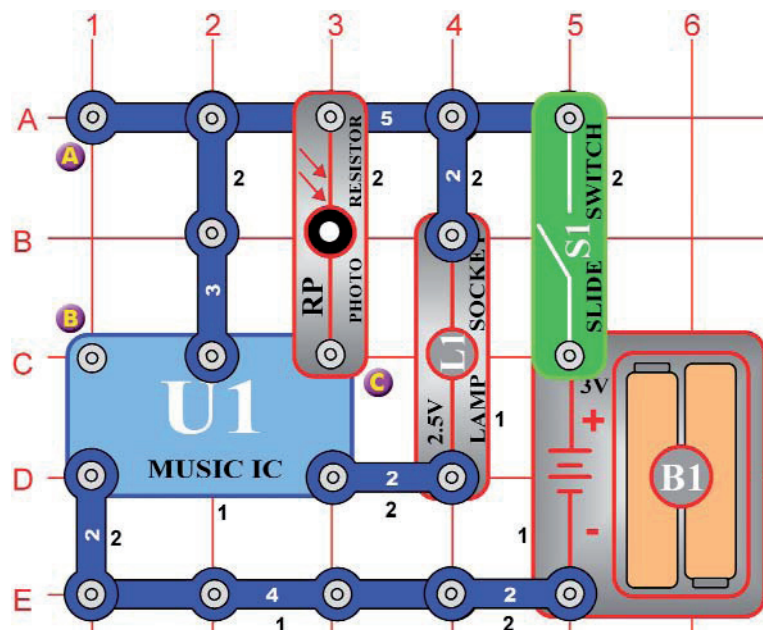 1 2 3 4 5 6
A 5
A
2 RESISTOR 2 2 2 SWITCH 2
B
3 RP PHOTO SOCKET S1 SLIDE
B
C C
U1 L1 3V
MUSIC IC 2.5V LAMP 1 + B1
D 2
1 2 1 -
2 2
E 4 2
1 2